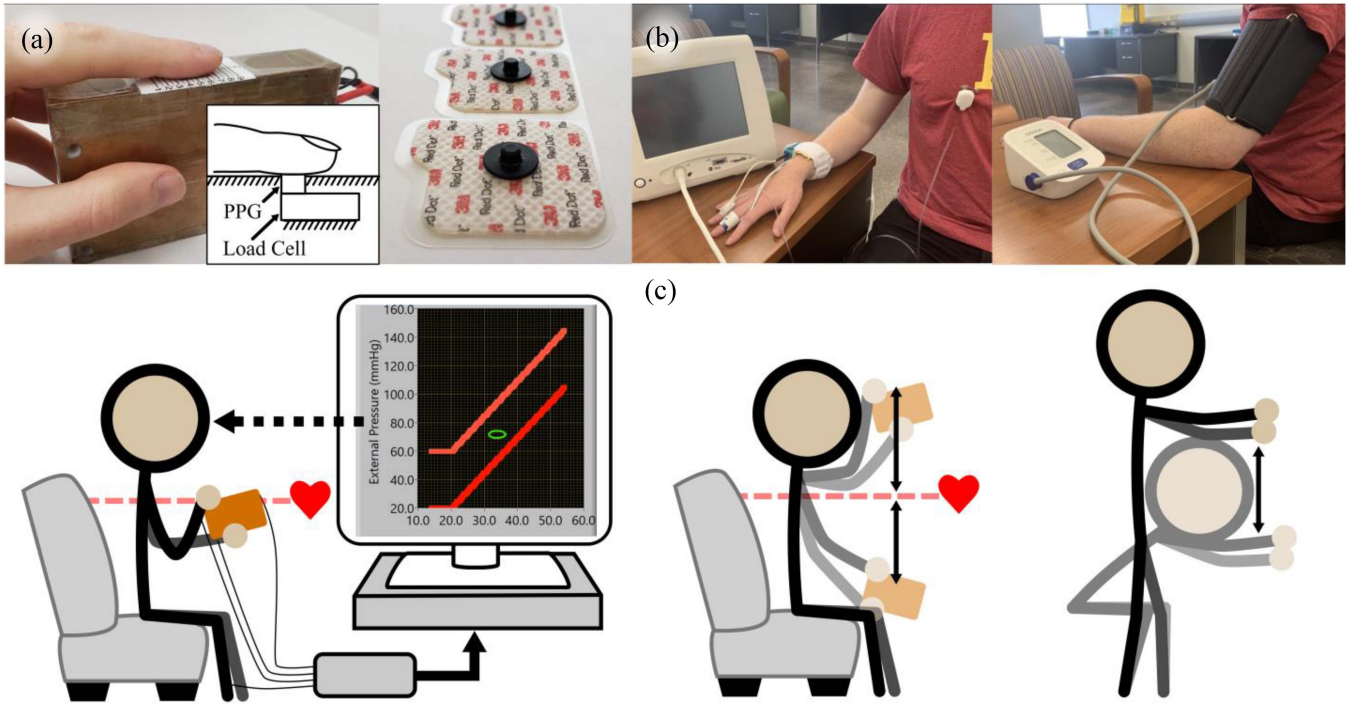 (a)
PPG
Load Cell
3M
Red Dot
3M
Red Dot
3M
Red Dot
(b)
OMRON
(c)
External Pressure (mmHg)
160.0
140.0
120.0
100.0
80.0
60.0
40.0
20.0
10.0 20.0 30.0 40.0 50.0 60.0